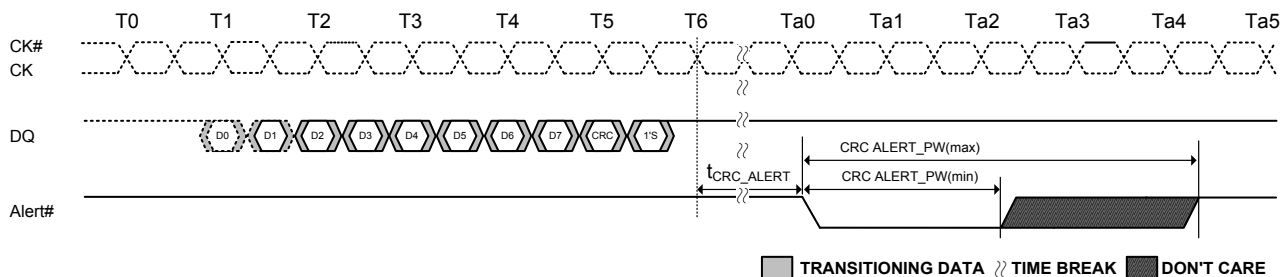 T0 T1 T2 T3 T4 T5 T6 Ta0 Ta1 Ta2 Ta3 Ta4 Ta5
CK#
CK
DQ D0 D1 D2 D3 D4 D5 D6 D7 CRC 1'S
CRC ALERT_PW(max)
tCRC_ALERT CRC ALERT_PW(min)
Alert#
TRANSITIONING DATA TIME BREAK DON'T CARE